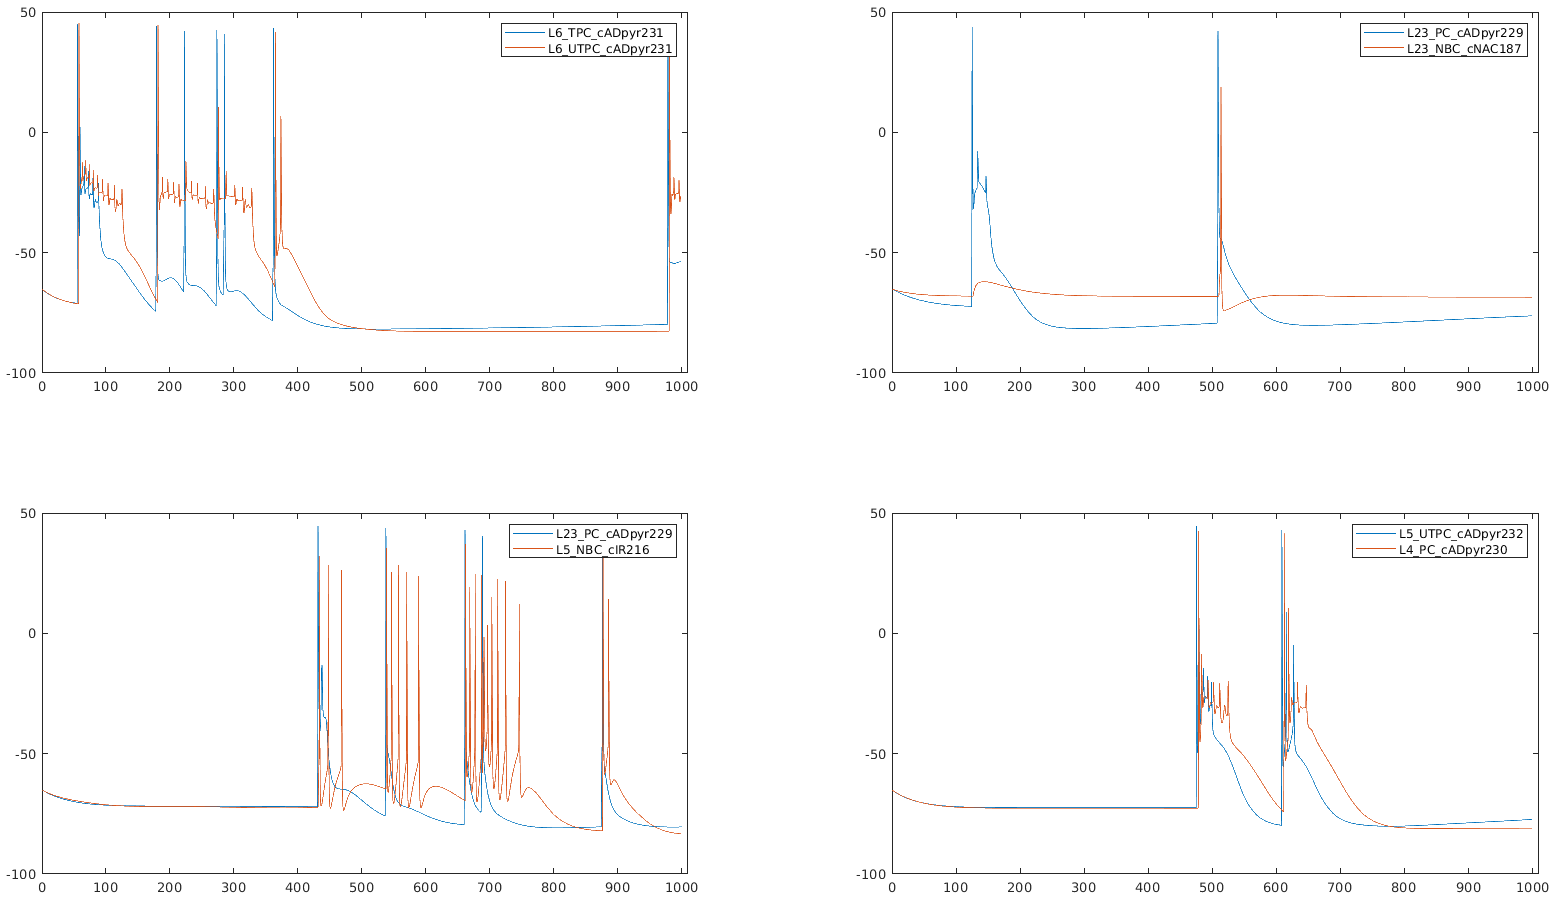 50
0
-50
-100
0 100 200 300 400 500 600 700 800 900 1000
L6_TPC_cADpyr231
L6_UTPC_cADpyr231
50
0
-50
-100
0 100 200 300 400 500 600 700 800 900 1000
L23_PC_cADpyr229
L23_NBC_cNAC187
50
0
-50
-100
0 100 200 300 400 500 600 700 800 900 1000
L23_PC_cADpyr229
L5_NBC_cIR216
50
0
-50
-100
0 100 200 300 400 500 600 700 800 900 1000
L5_UTPC_cADpyr232
L4_PC_cADpyr230